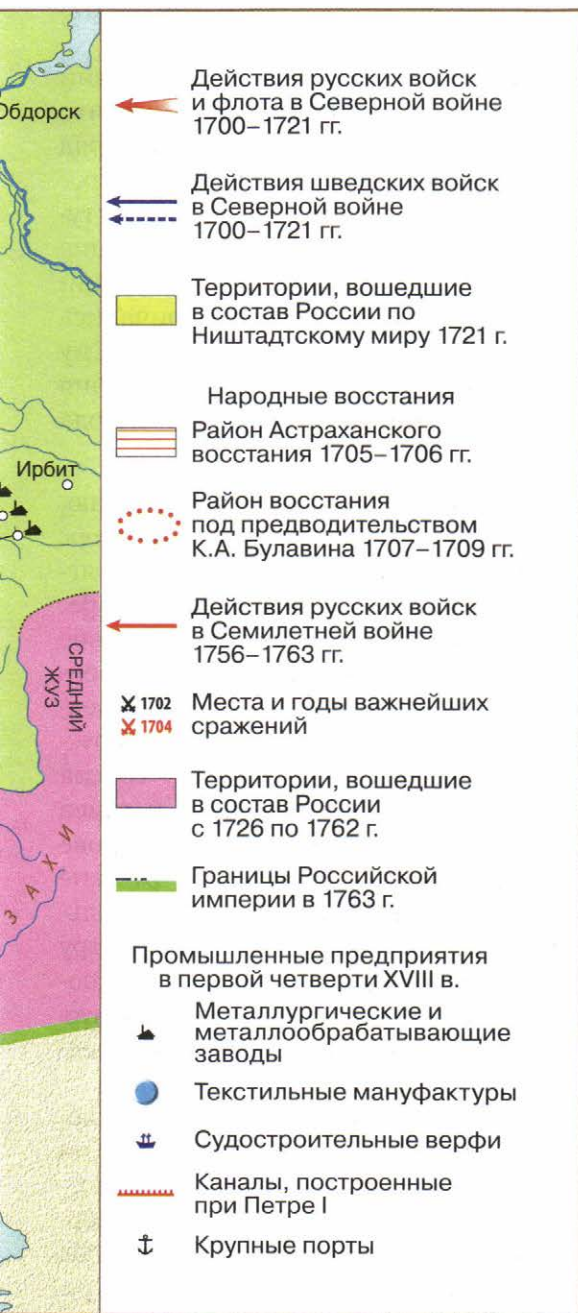 Обдорск
Ирбит
СРЕДНИЙ
ЖУЗ
ЗАХИ
Действия русских войск
и флота в Северной войне
1700–1721 гг.
Действия шведских войск
в Северной войне
1700–1721 гг.
Территории, вошедшие
в состав России по
Ништадтскому миру 1721 г.
Народные восстания
Район Астраханского
восстания 1705–1706 гг.
Район восстания
под предводительством
К.А. Булавина 1707–1709 гг.
Действия русских войск
в Семилетней войне
1756–1763 гг.
1702 Места и годы важнейших
1704 сражений
Территории, вошедшие
в состав России
с 1726 по 1762 г.
Границы Российской
империи в 1763 г.
Промышленные предприятия
в первой четверти XVIII в.
Металлургические и
металлообрабатывающие
заводы
Текстильные мануфактуры
Судостроительные верфи
Каналы, построенные
при Петре I
Крупные порты